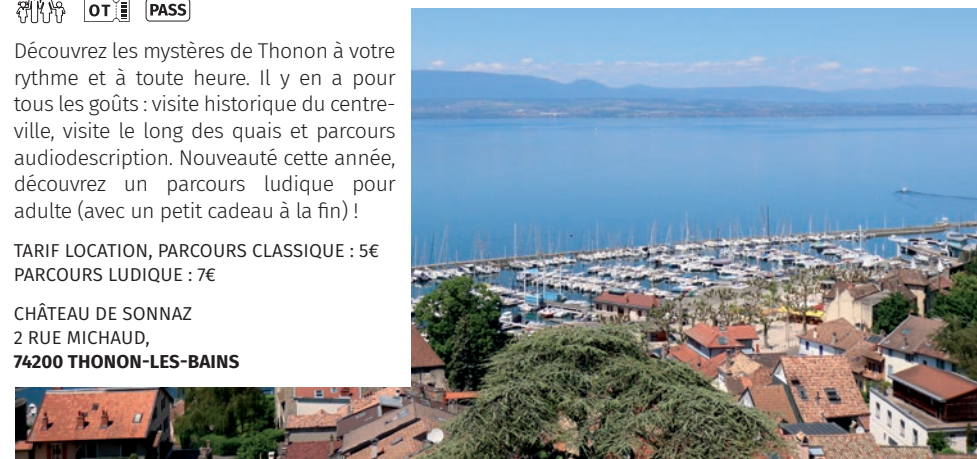 OT PASS
Découvrez les mystères de Thonon à votre
rythme et à toute heure. Il y en a pour
tous les goûts : visite historique du centre-
ville, visite le long des quais et parcours
audiodescription. Nouveauté cette année,
découvrez un parcours ludique pour
adulte (avec un petit cadeau à la fin) !
TARIF LOCATION, PARCOURS CLASSIQUE : 5€
PARCOURS LUDIQUE : 7€
CHÂTEAU DE SONNAZ
2 RUE MICHAUD,
74200 THONON-LES-BAINS